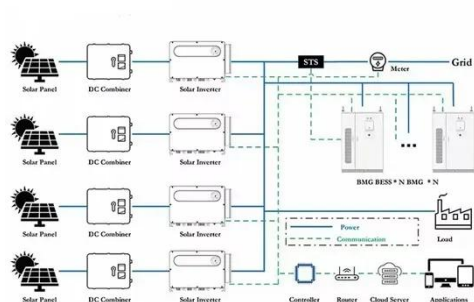 STS
Meter
Grid
Solar Panel
DC Combiner
Solar Inverter
Solar Panel
DC Combiner
Solar Inverter
BMG BESS * N BMG * N
Solar Panel
DC Combiner
Solar Inverter
Power
Communication
Load
Solar Panel
DC Combiner
Solar Inverter
Controller
Router
Cloud Server
Applications